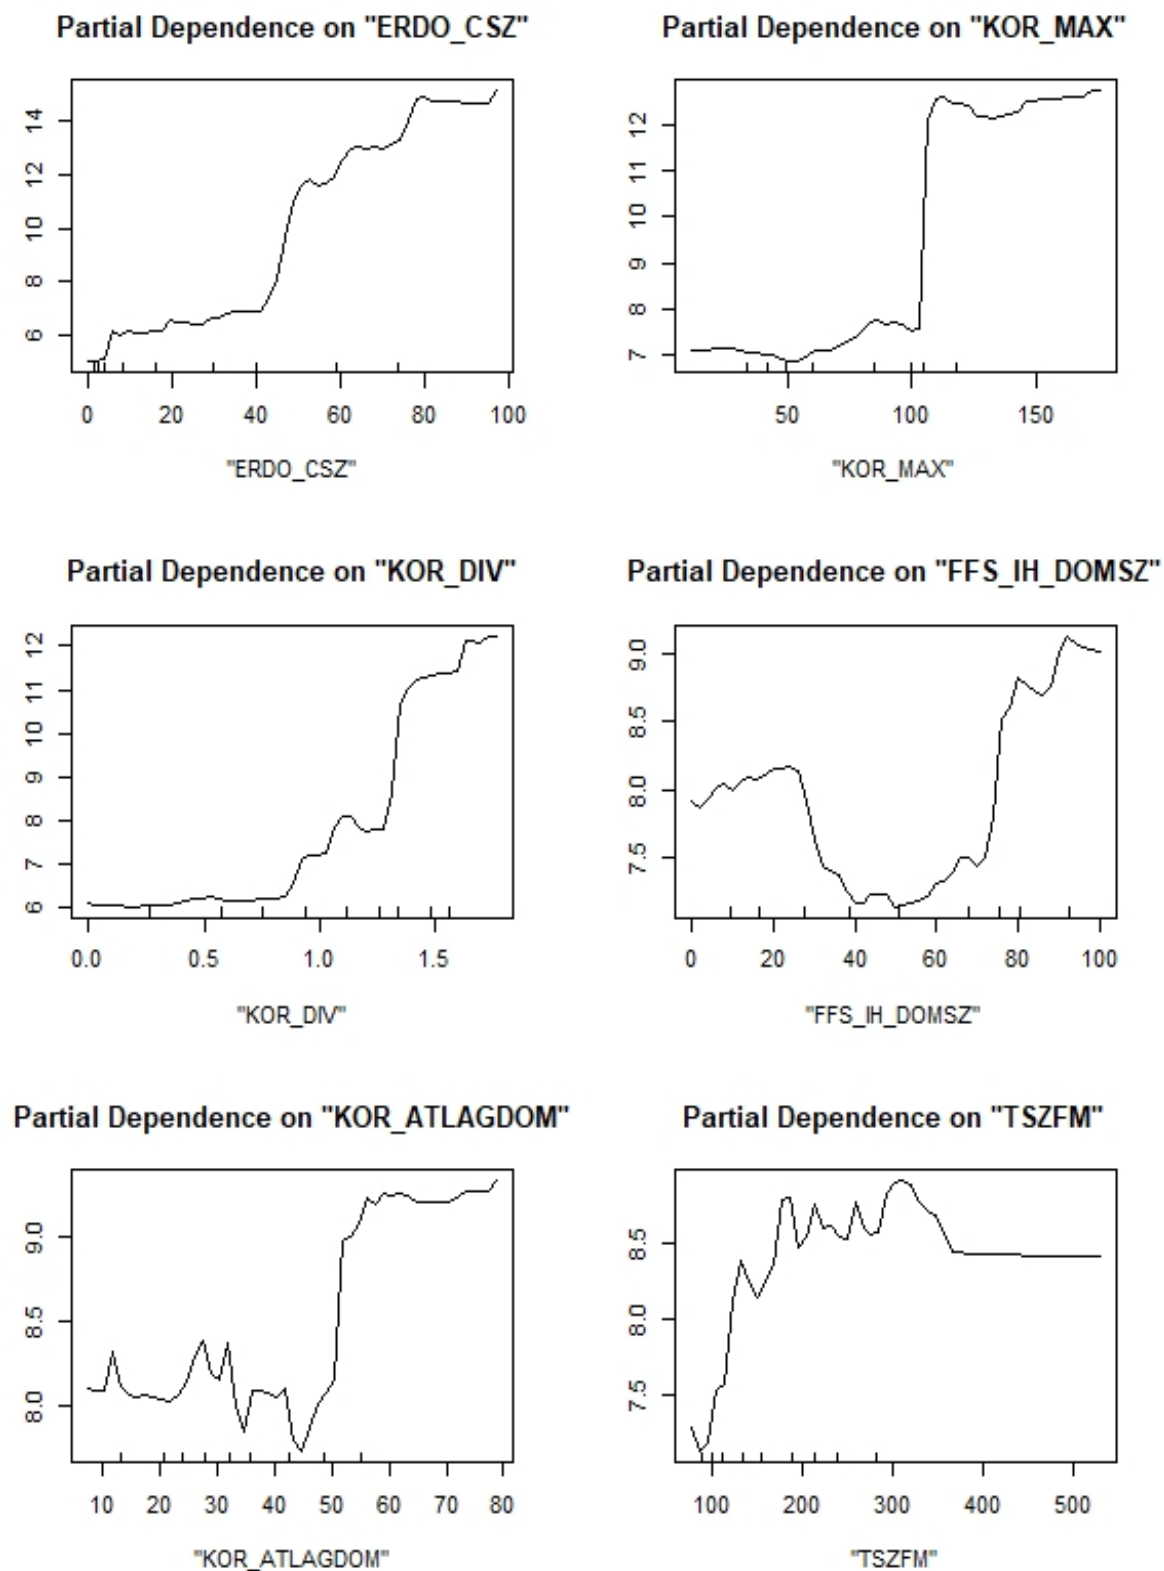 Partial Dependence on "ERDO_CSZ"
14
12
10
8
6
0 20 40 60 80 100
"ERDO_CSZ"
Partial Dependence on "KOR_MAX"
12
11
10
9
8
7
50 100 150
"KOR_MAX"
Partial Dependence on "KOR_DIV"
12
11
10
9
8
7
6
0.0 0.5 1.0 1.5
"KOR_DIV"
Partial Dependence on "FFS_IH_DOMSZ"
9.0
8.5
8.0
7.5
0 20 40 60 80 100
"FFS_IH_DOMSZ"
Partial Dependence on "KOR_ATLAGDOM"
9.0
8.5
8.0
10 20 30 40 50 60 70 80
"KOR_ATLAGDOM"
Partial Dependence on "TSZFM"
8.5
8.0
7.5
100 200 300 400 500
"TSZFM"